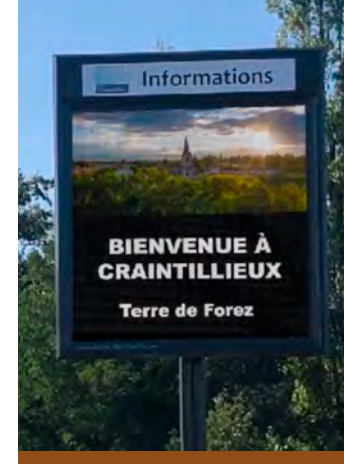 Informations
BIENVENUE À
CRAINTILLIEUX
Terre de Forez